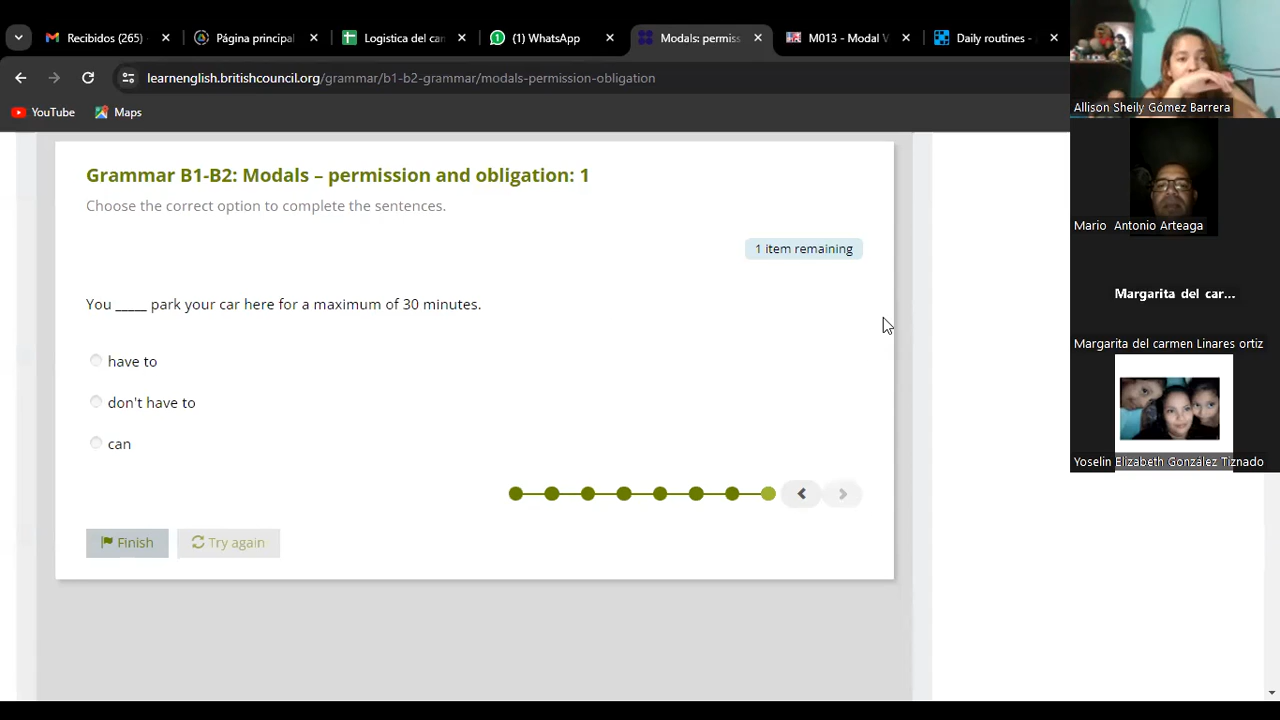 Recibidos (265)
Página principal
Logistica del car
(1) WhatsApp
Modals: permiss
M013 - Modal V
Daily routines -
learnenglish.britishcouncil.org/grammar/b1-b2-grammar/modals-permission-obligation
YouTube
Maps
Grammar B1-B2: Modals – permission and obligation: 1
Choose the correct option to complete the sentences.
1 item remaining
You _____ park your car here for a maximum of 30 minutes.
have to
don't have to
can
Finish
Try again
Allison Sheily Gómez Barrera
Mario Antonio Arteaga
Margarita del car...
Margarita del carmen Linares ortiz
Yoselin Elizabeth González Tiznado